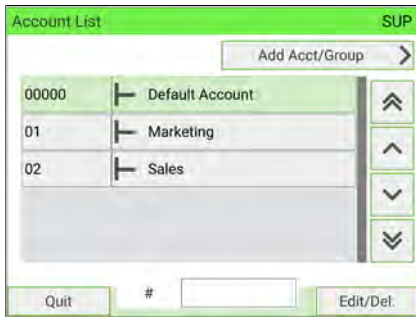 Account List SUP
Add Acct/Group
00000 Default Account
01 Marketing
02 Sales
Quit # Edit/Del.